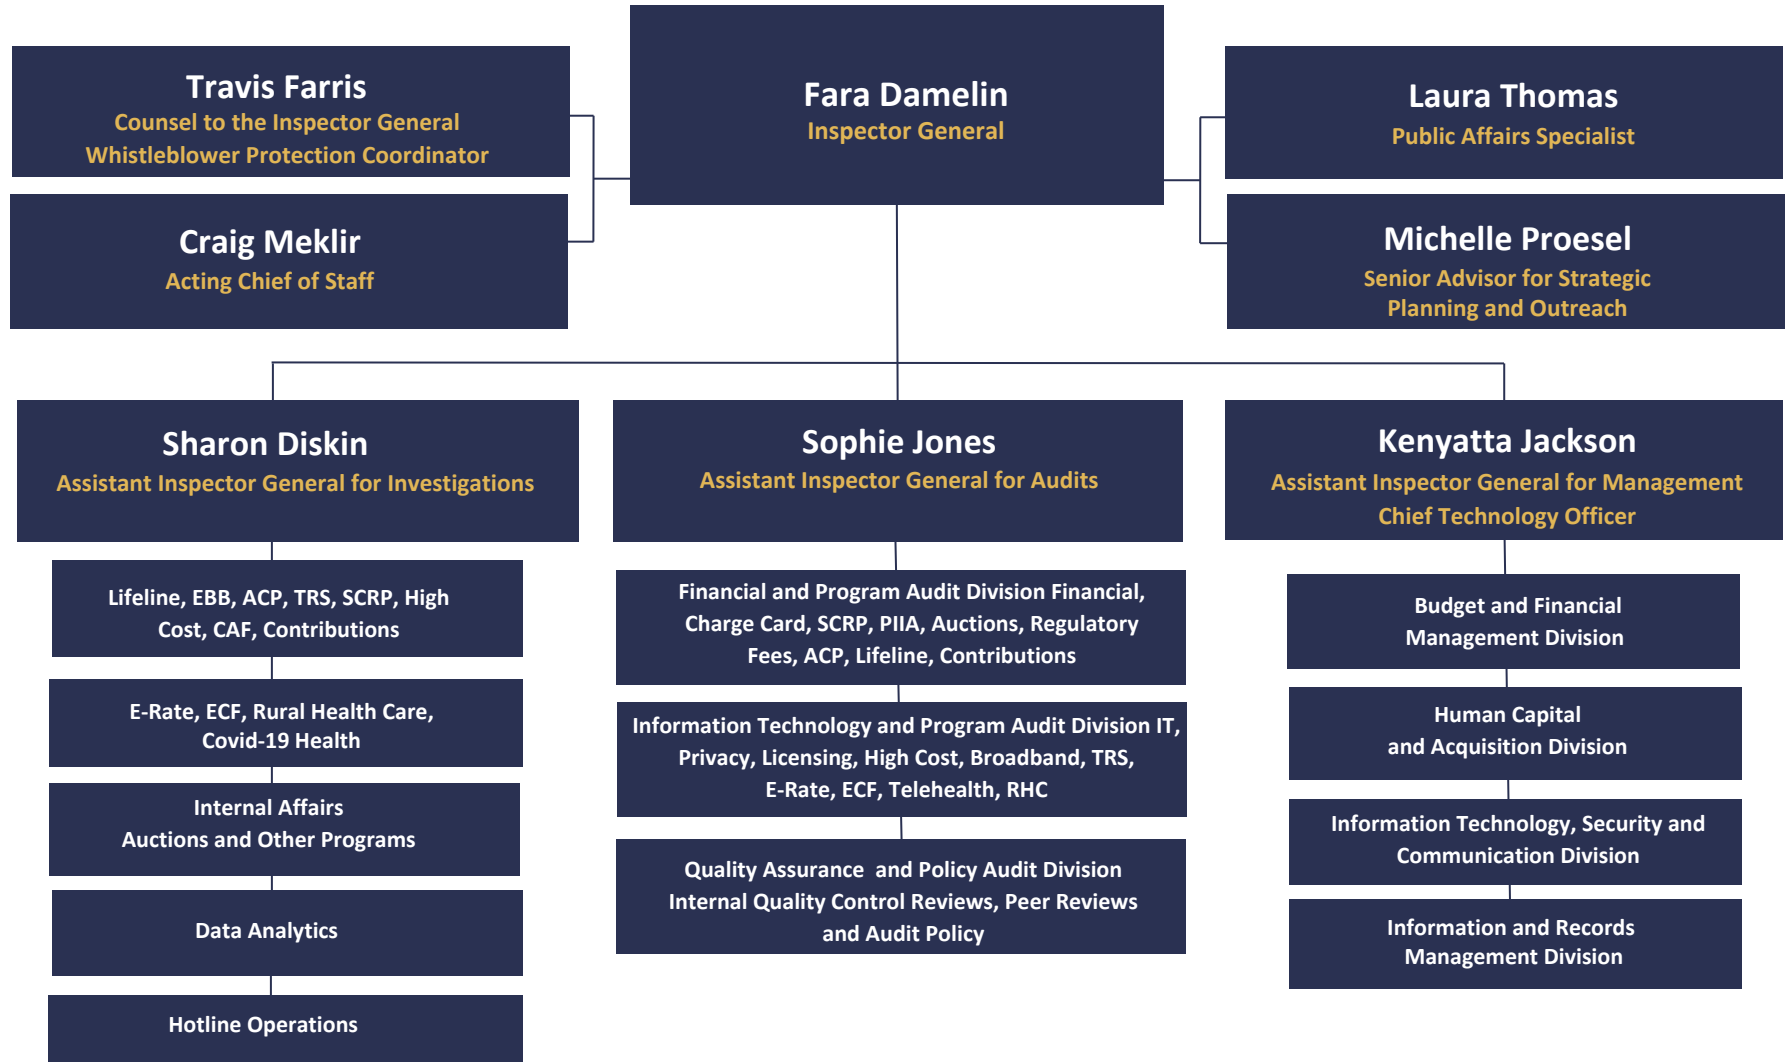 Travis Farris
Counsel to the Inspector General
Whistleblower Protection Coordinator
Craig Meklir
Acting Chief of Staff
Fara Damelin
Inspector General
Laura Thomas
Public Affairs Specialist
Michelle Proesel
Senior Advisor for Strategic
Planning and Outreach
Sharon Diskin
Assistant Inspector General for Investigations
Lifeline, EBB, ACP, TRS, SCRP, High
Cost, CAF, Contributions
E-Rate, ECF, Rural Health Care,
Covid-19 Health
Internal Affairs
Auctions and Other Programs
Data Analytics
Hotline Operations
Sophie Jones
Assistant Inspector General for Audits
Financial and Program Audit Division Financial,
Charge Card, SCRP, PIIA, Auctions, Regulatory
Fees, ACP, Lifeline, Contributions
Information Technology and Program Audit Division IT,
Privacy, Licensing, High Cost, Broadband, TRS,
E-Rate, ECF, Telehealth, RHC
Quality Assurance and Policy Audit Division
Internal Quality Control Reviews, Peer Reviews
and Audit Policy
Kenyatta Jackson
Assistant Inspector General for Management
Chief Technology Officer
Budget and Financial
Management Division
Human Capital
and Acquisition Division
Information Technology, Security and
Communication Division
Information and Records
Management Division